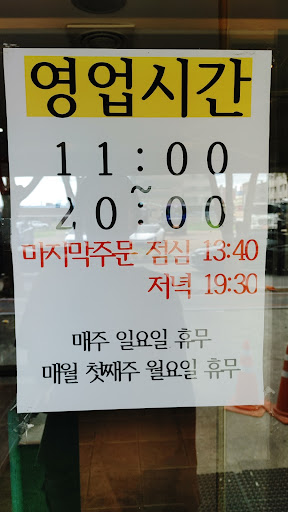 영업시간
11:00
~
20:00
마지막주문 점심 13:40
저녁 19:30
매주 일요일 휴무
매월 첫째주 월요일 휴무